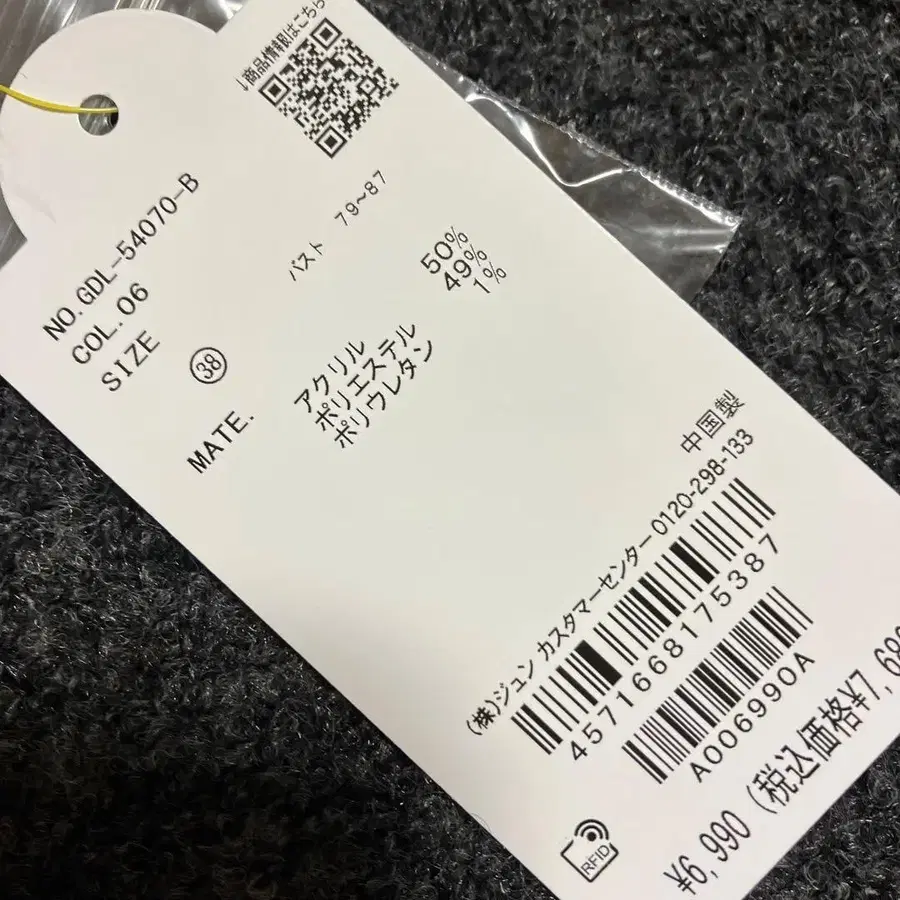 ↓商品情報はこちら
NO.GDL-54070-B
COL.06
SIZE
38
バスト 79~87
MATE.
アクリル 50%
ポリエステル 49%
ポリウレタン 1%
中国製
(株)ジュン カスタマーセンター 0120-298-133
4571668175387
A006990A
¥6,990 (税込価格¥7,68
RFID